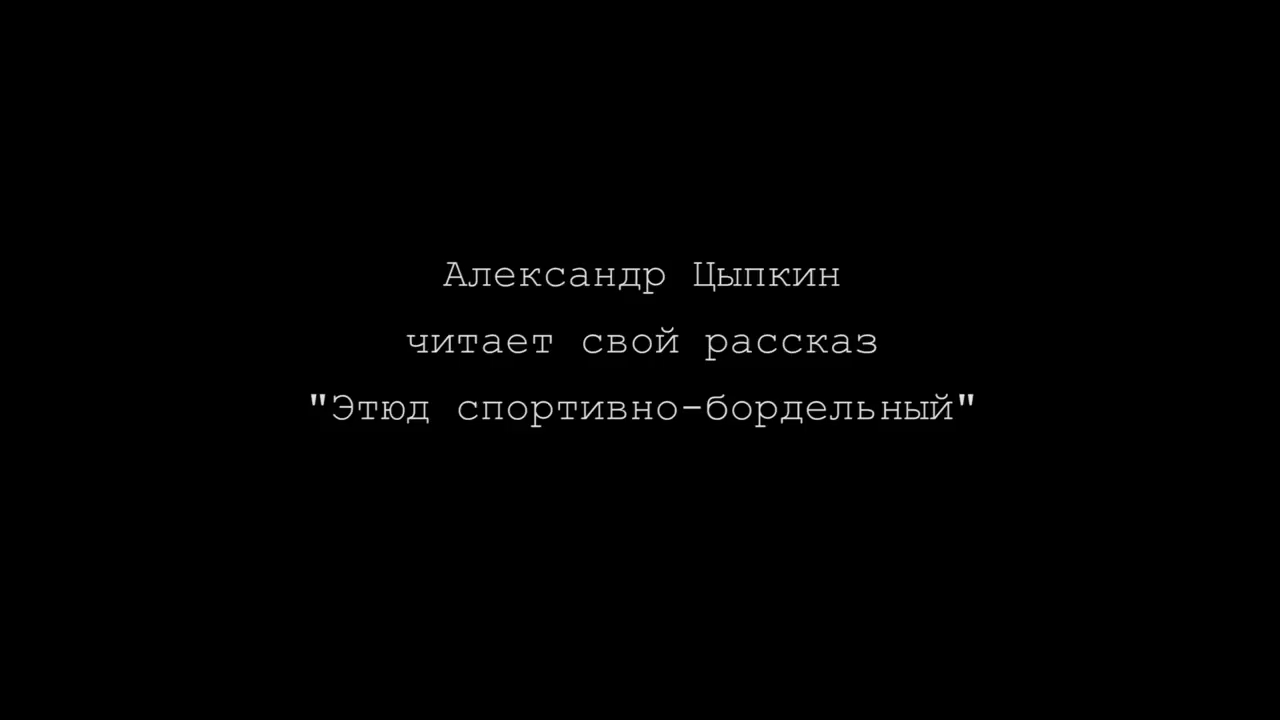 Александр Цыпкин
читает свой рассказ
"Этюд спортивно-бордельный"